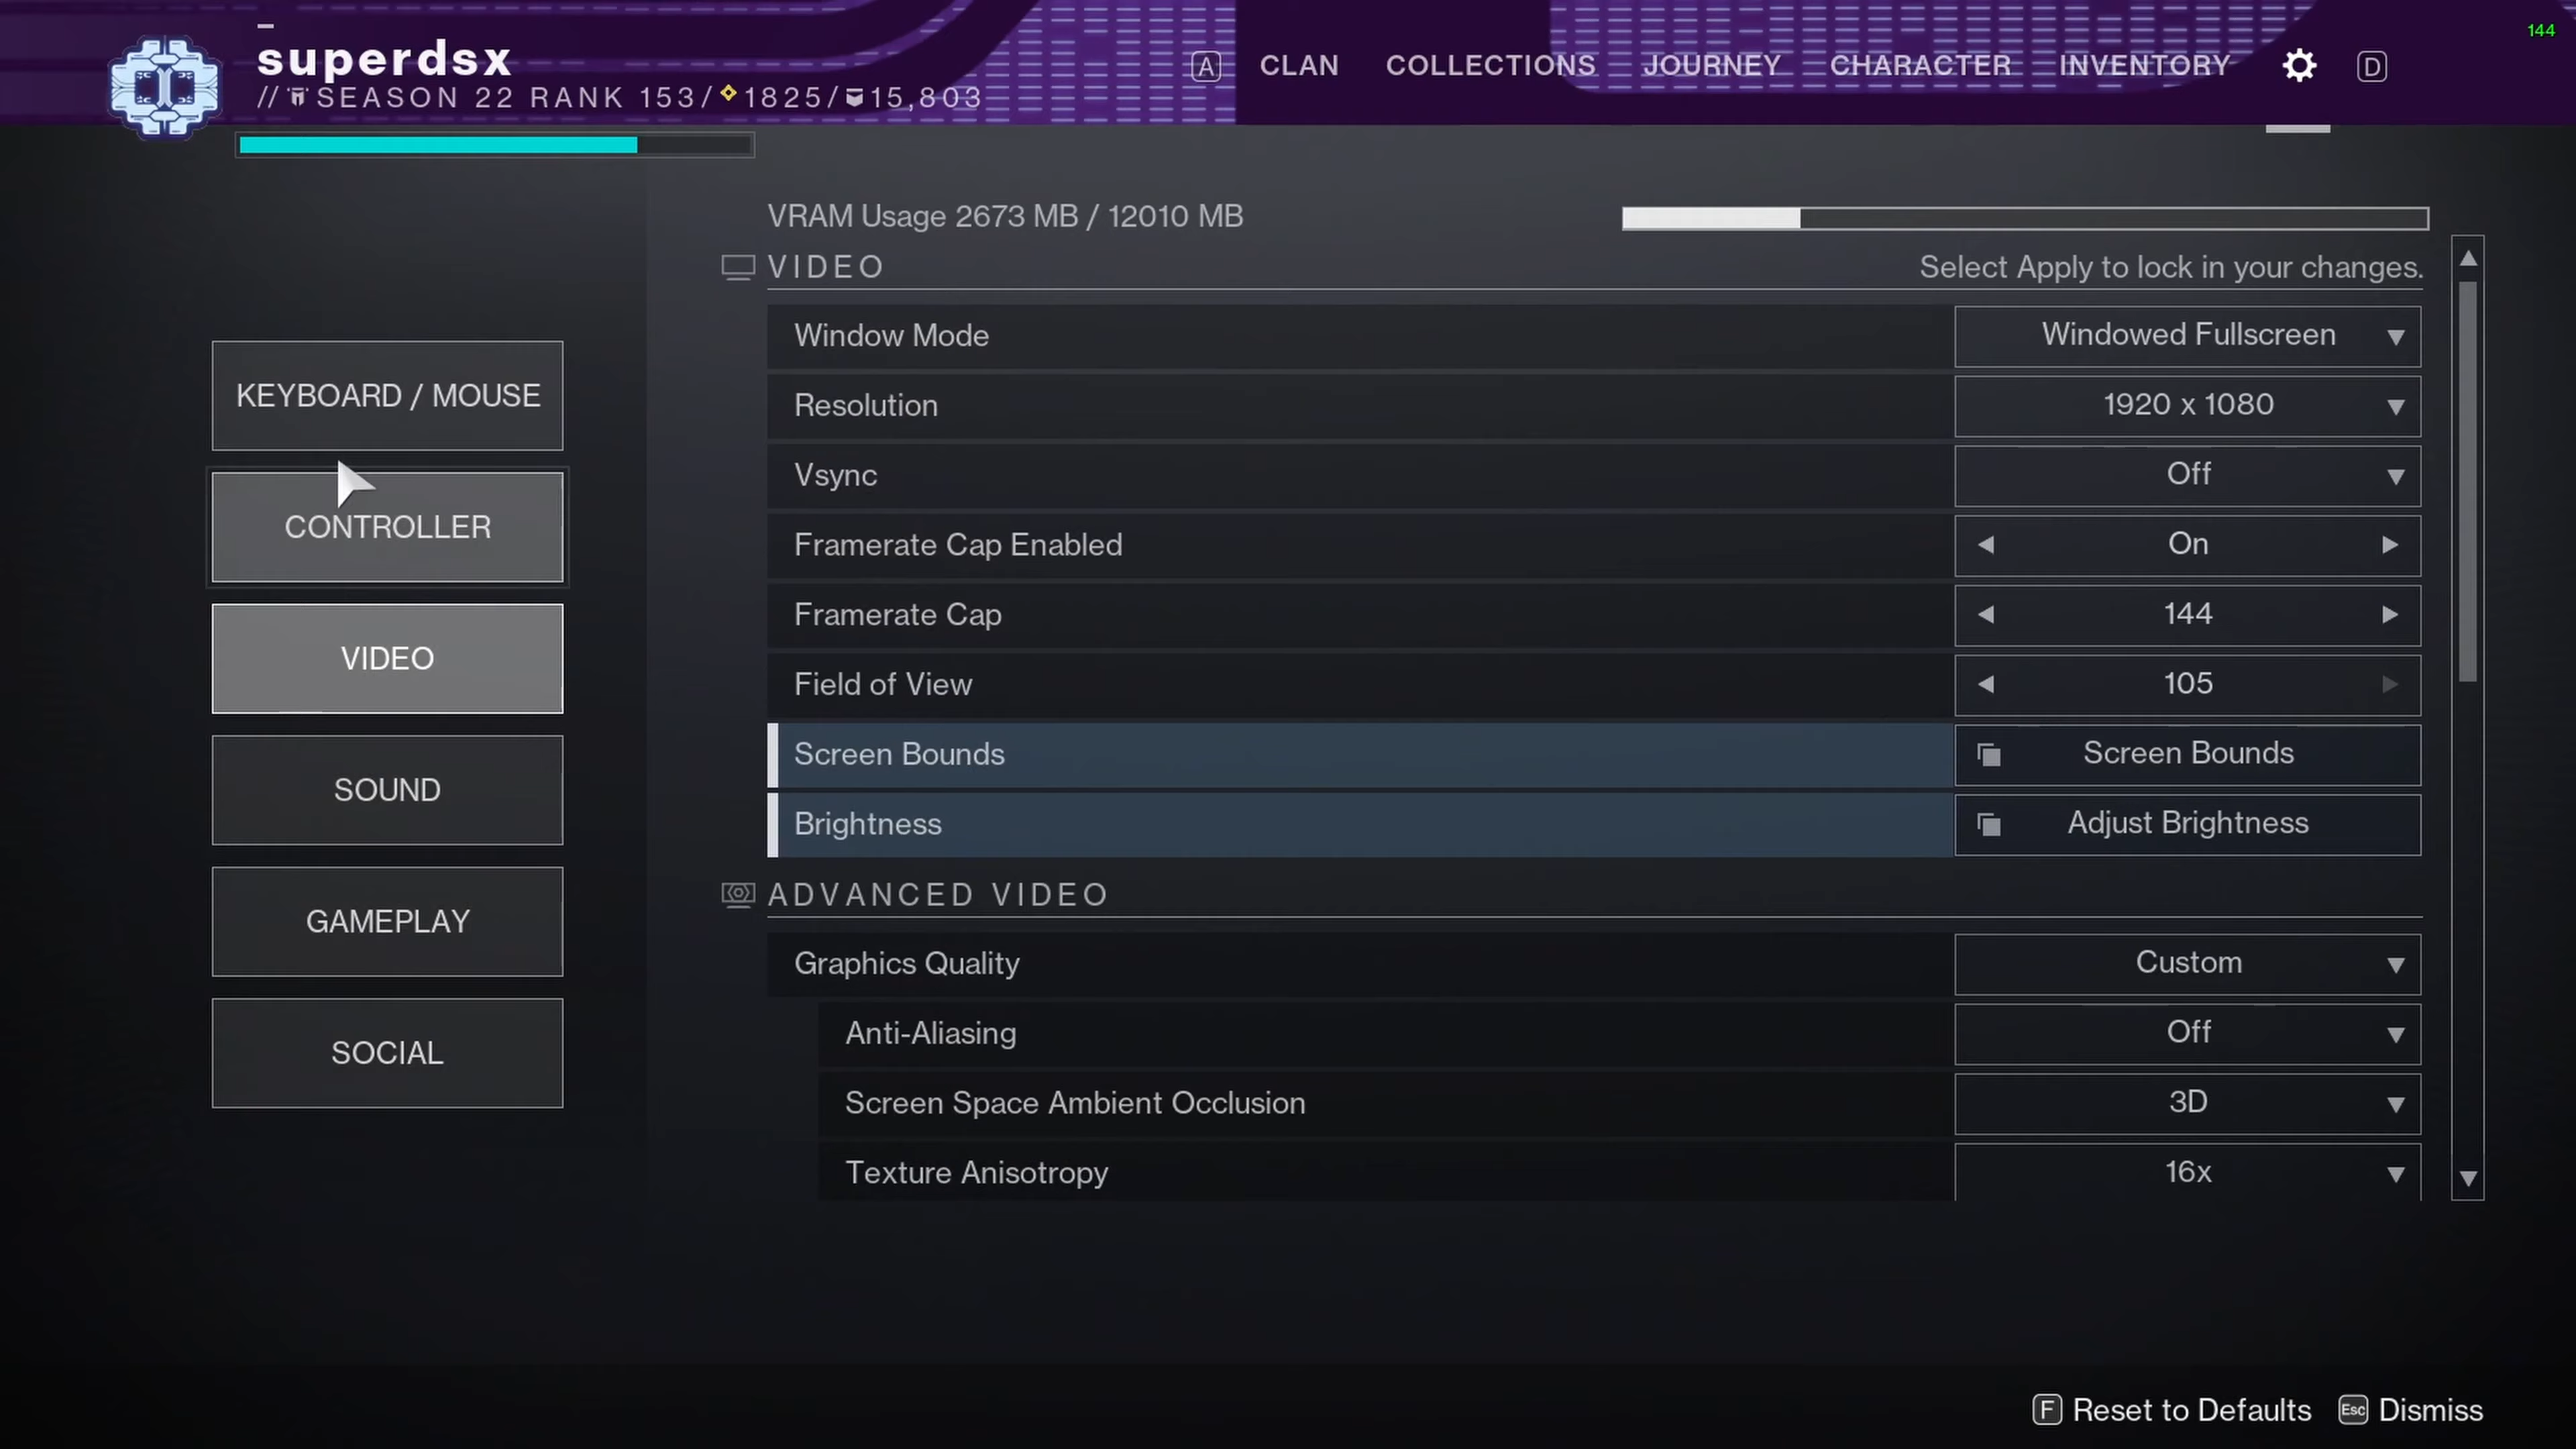 superdsx
// SEASON 22 RANK 153/1825/15,803
A CLAN COLLECTIONS JOURNEY CHARACTER INVENTORY D
144
VRAM Usage 2673 MB / 12010 MB
VIDEO
Select Apply to lock in your changes.
KEYBOARD / MOUSE
CONTROLLER
VIDEO
SOUND
GAMEPLAY
SOCIAL
Window Mode Windowed Fullscreen
Resolution 1920 x 1080
Vsync Off
Framerate Cap Enabled On
Framerate Cap 144
Field of View 105
Screen Bounds Screen Bounds
Brightness Adjust Brightness
ADVANCED VIDEO
Graphics Quality Custom
Anti-Aliasing Off
Screen Space Ambient Occlusion 3D
Texture Anisotropy 16x
F Reset to Defaults Esc Dismiss